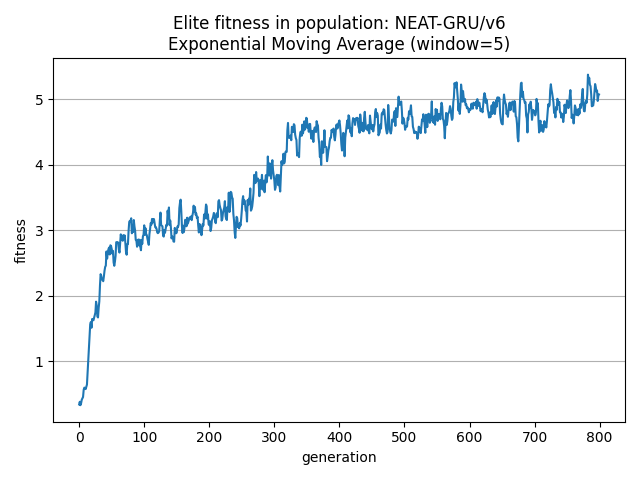 Elite fitness in population: NEAT-GRU/v6
Exponential Moving Average (window=5)
fitness
5
4
3
2
1
0 100 200 300 400 500 600 700 800
generation